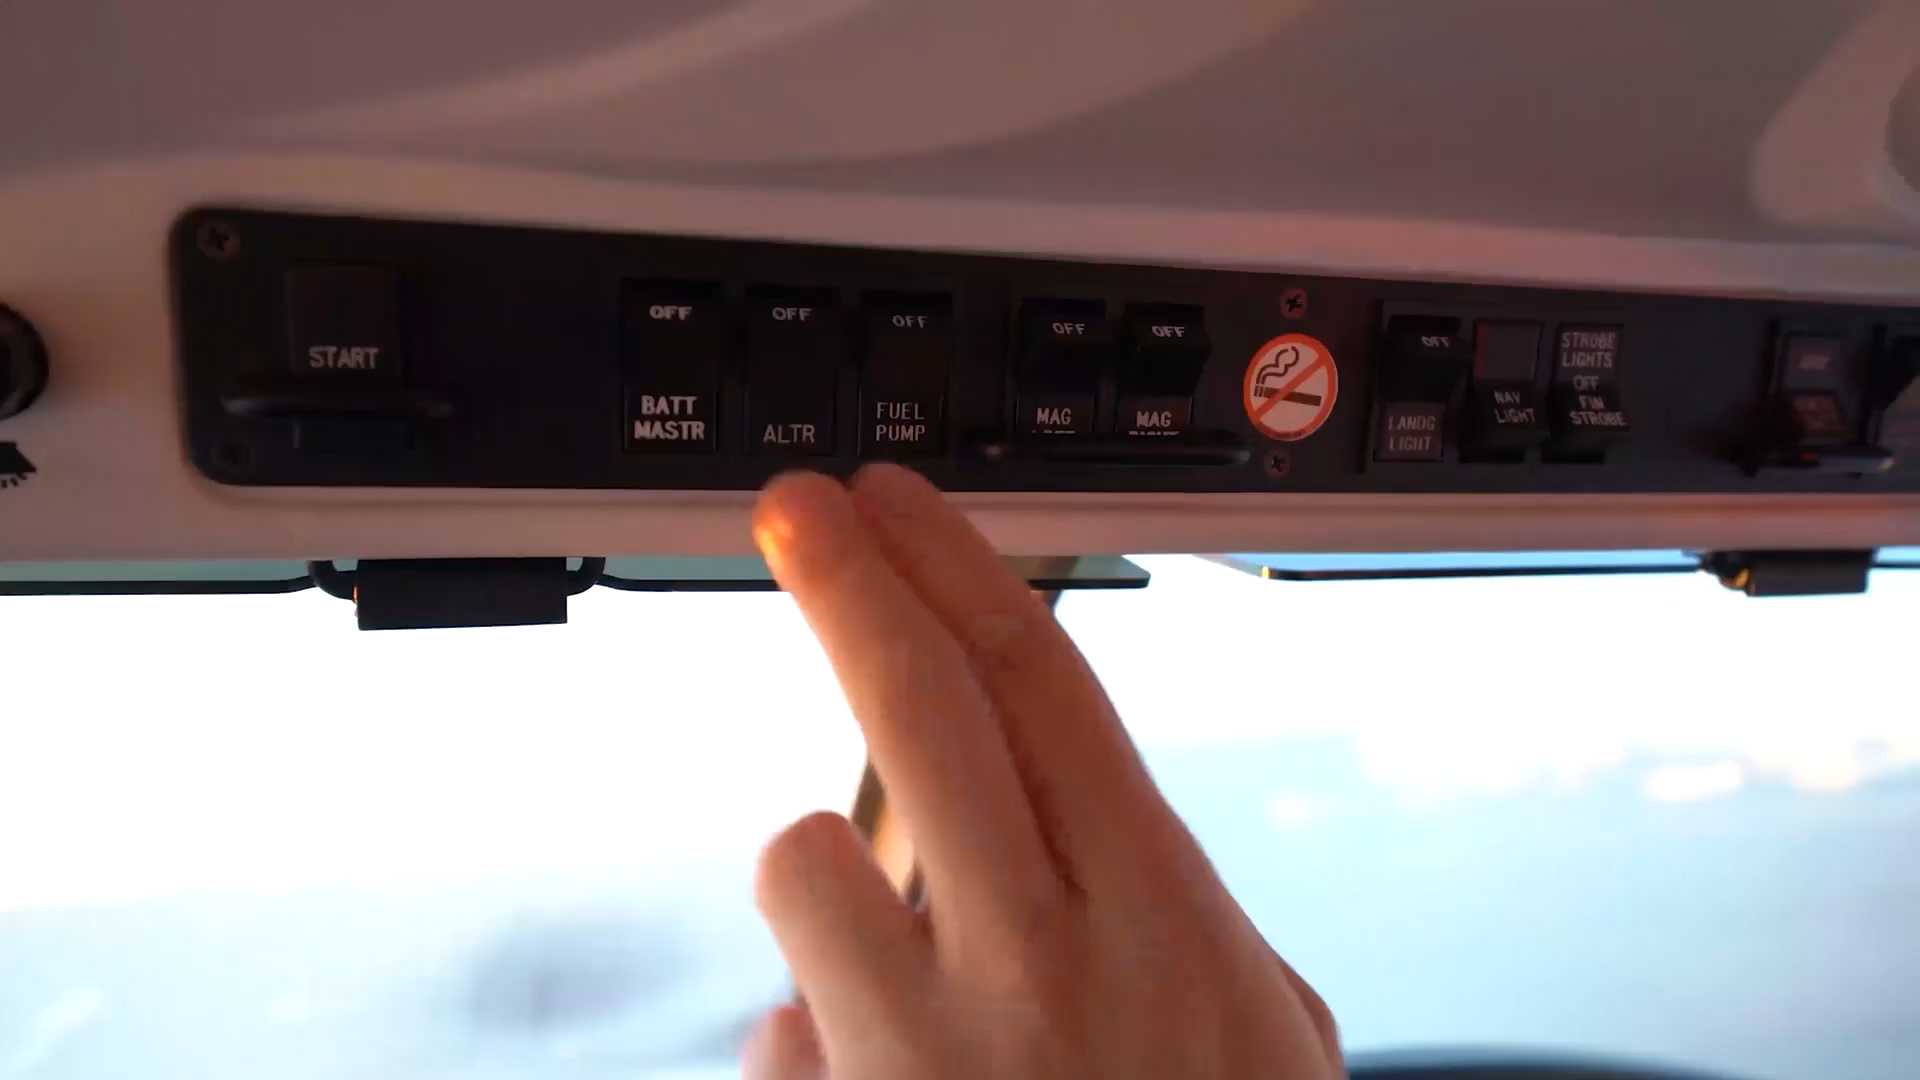 START
OFF
BATT
MASTR
OFF
ALTR
OFF
FUEL
PUMP
OFF
MAG
OFF
MAG
OFF
LANDG
LIGHT
NAV
LIGHT
STROBE
LIGHTS
OFF
FIN
STROBE